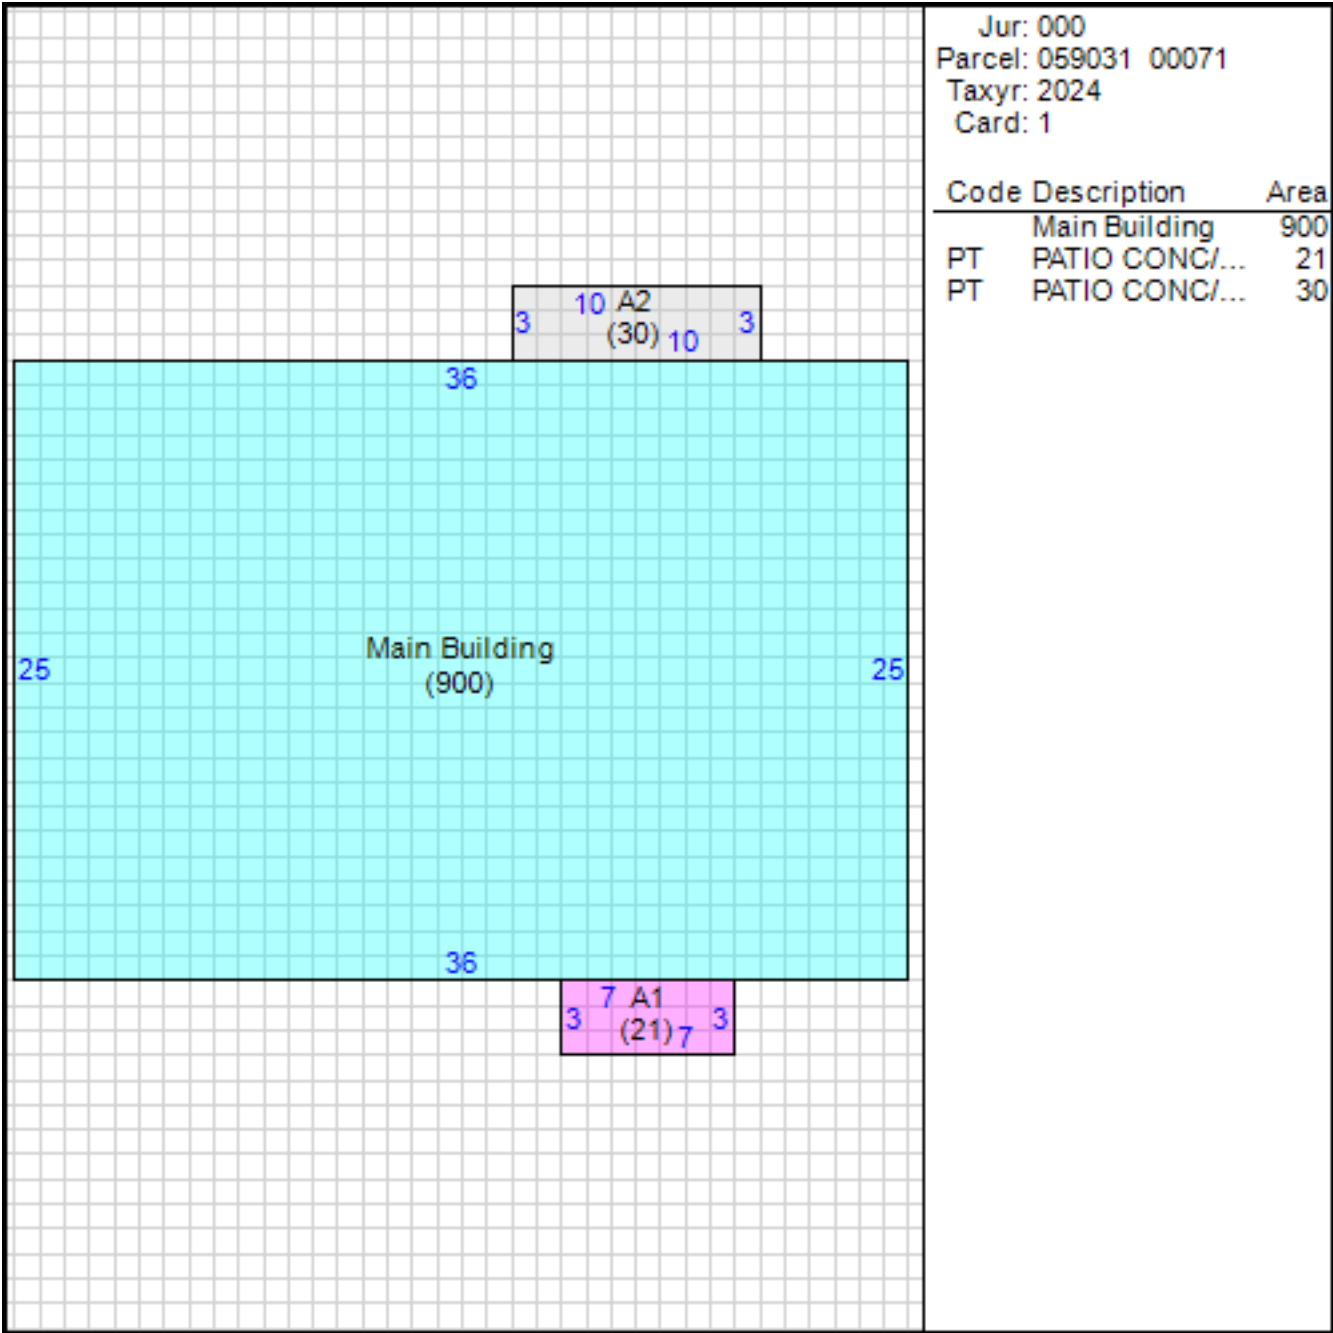 Jur: 000
Parcel: 059031 00071
Taxyr: 2024
Card: 1
Code Description Area
Main Building 900
PT PATIO CONC/... 21
PT PATIO CONC/... 30
10 A2
3 (30) 10 3
36
Main Building
25 (900) 25
36
7 A1
3 (21) 7 3